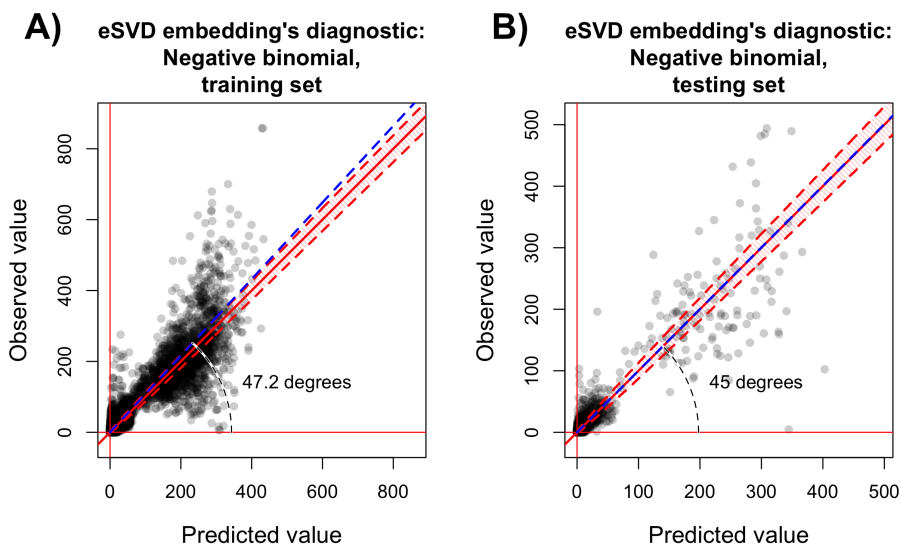 A)
eSVD embedding's diagnostic:
Negative binomial,
training set
Observed value
800
600
400
200
0
47.2 degrees
0 200 400 600 800
Predicted value
B)
eSVD embedding's diagnostic:
Negative binomial,
testing set
Observed value
500
400
300
200
100
0
45 degrees
0 100 200 300 400 500
Predicted value